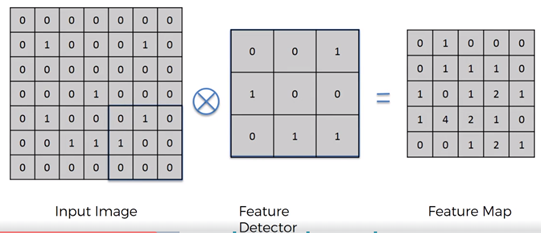 0 0 0 0 0 0 0
0 1 0 0 0 1 0
0 0 0 0 0 0 0
0 0 0 1 0 0 0
0 1 0 0 0 1 0
0 0 1 1 1 0 0
0 0 0 0 0 0 0
0 0 1
1 0 0
0 1 1
=
0 1 0 0 0
0 1 1 1 0
1 0 1 2 1
1 4 2 1 0
0 0 1 2 1
Input Image
Feature
Detector
Feature Map